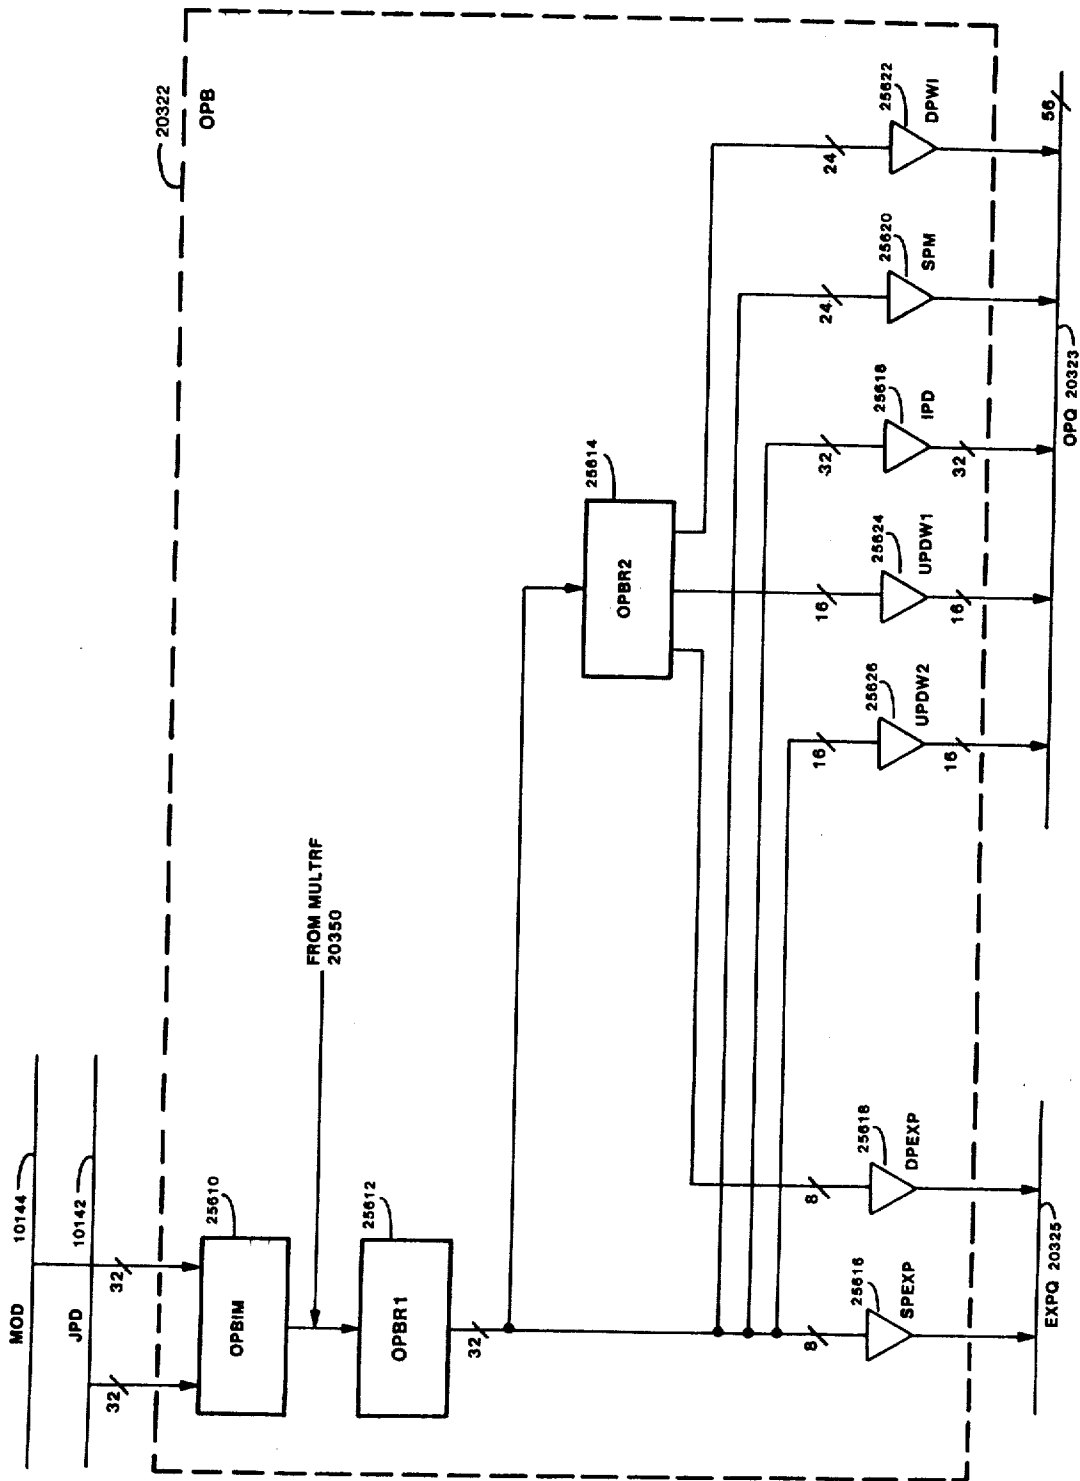 MOD
10144
JPD
10142
32
32
20322
OPB
OPBIM
25610
FROM MULTRF
20350
OPBR1
25612
32
OPBR2
25614
8
25616
SPEXP
8
25618
DPEXP
16
25626
UPDW2
16
16
25624
UPDW1
16
32
25618
IPD
32
24
25620
SPM
24
25622
DPWI
EXPQ 20325
OPQ 20323
56